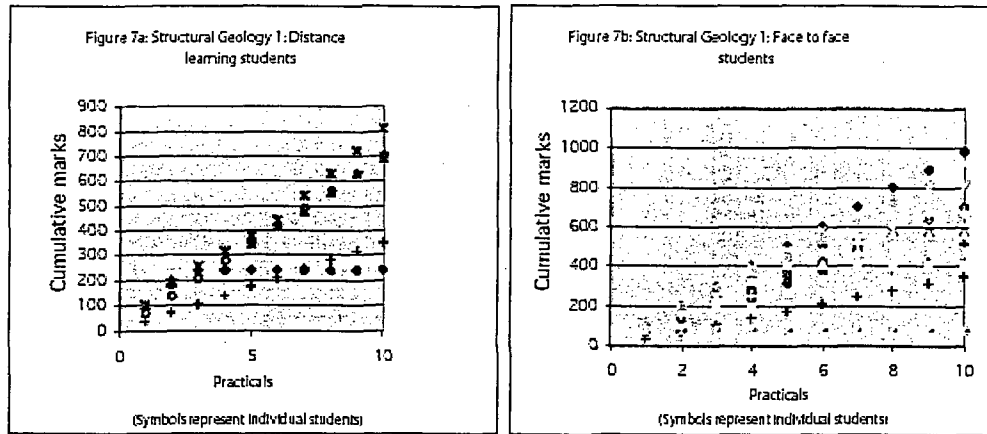 Figure 7a: Structural Geology 1: Distance
learning students
900
800
700
600
500
400
300
200
100
0
Cumulative marks
0 5 10
Practicals
(Symbols represent individual students)
Figure 7b: Structural Geology 1: Face to face
students
1200
1000
800
600
400
200
0
Cumulative marks
0 2 4 6 8 10
Practicals
(Symbols represent individual students)